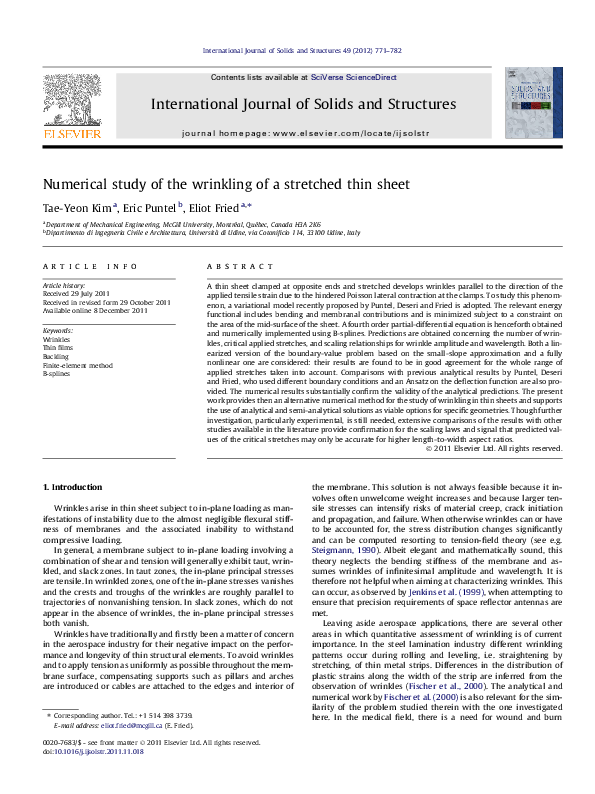 International Journal of Solids and Structures 49 (2012) 771–782
Contents lists available at SciVerse ScienceDirect
International Journal of Solids and Structures
journal homepage: www.elsevier.com/locate/ijsolstr
ELSEVIER
SOLIDS AND
STRUCTURES
Numerical study of the wrinkling of a stretched thin sheet
Tae-Yeon Kim a, Eric Puntel b, Eliot Fried a,*
a Department of Mechanical Engineering, McGill University, Montréal, Québec, Canada H3A 2K6
b Dipartimento di Ingegneria Civile e Architettura, Università di Udine, via Cotonificio 114, 33100 Udine, Italy
ARTICLE INFO
Article history:
Received 29 July 2011
Received in revised form 29 October 2011
Available online 8 December 2011
Keywords:
Wrinkles
Thin films
Buckling
Finite-element method
B-splines
ABSTRACT
A thin sheet clamped at opposite ends and stretched develops wrinkles parallel to the direction of the
applied tensile strain due to the hindered Poisson lateral contraction at the clamps. To study this phenom-
enon, a variational model recently proposed by Puntel, Deseri and Fried is adopted. The relevant energy
functional includes bending and membranal contributions and is minimized subject to a constraint on
the area of the mid-surface of the sheet. A fourth order partial-differential equation is henceforth obtained
and numerically implemented using B-splines. Predictions are obtained concerning the number of wrin-
kles, critical applied stretches, and scaling relationships for wrinkle amplitude and wavelength. Both a lin-
earized version of the boundary-value problem based on the small-slope approximation and a fully
nonlinear one are considered: their results are found to be in good agreement for the whole range of
applied stretches taken into account. Comparisons with previous analytical results by Puntel, Deseri
and Fried, who used different boundary conditions and an Ansatz on the deflection function are also pro-
vided. The numerical results substantially confirm the validity of the analytical predictions. The present
work provides then an alternative numerical method for the study of wrinkling in thin sheets and supports
the use of analytical and semi-analytical solutions as viable options for specific geometries. Though further
investigation, particularly experimental, is still needed, extensive comparisons of the results with other
studies available in the literature provide confirmation for the scaling laws and signal that predicted val-
ues of the critical stretches may only be accurate for higher length-to-width aspect ratios.
© 2011 Elsevier Ltd. All rights reserved.
1. Introduction
Wrinkles arise in thin sheet subject to in-plane loading as man-
ifestations of instability due to the almost negligible flexural stiff-
ness of membranes and the associated inability to withstand
compressive loading.
In general, a membrane subject to in-plane loading involving a
combination of shear and tension will generally exhibit taut, wrin-
kled, and slack zones. In taut zones, the in-plane principal stresses
are tensile. In wrinkled zones, one of the in-plane stresses vanishes
and the crests and troughs of the wrinkles are roughly parallel to
trajectories of nonvanishing tension. In slack zones, which do not
appear in the absence of wrinkles, the in-plane principal stresses
both vanish.
Wrinkles have traditionally and firstly been a matter of concern
in the aerospace industry for their negative impact on the perfor-
mance and longevity of thin structural elements. To avoid wrinkles
and to apply tension as uniformly as possible throughout the mem-
brane surface, compensating supports such as pillars and arches
are introduced or cables are attached to the edges and interior of
the membrane. This solution is not always feasible because it in-
volves often unwelcome weight increases and because larger ten-
sile stresses can intensify risks of material creep, crack initiation
and propagation, and failure. When otherwise wrinkles can or have
to be accounted for, the stress distribution changes significantly
and can be computed resorting to tension-field theory (see e.g.
Steigmann, 1990). Albeit elegant and mathematically sound, this
theory neglects the bending stiffness of the membrane and as-
sumes wrinkles of infinitesimal amplitude and wavelength. It is
therefore not helpful when aiming at characterizing wrinkles. This
can occur, as observed by Jenkins et al. (1999), when attempting to
ensure that precision requirements of space reflector antennas are
met.
Leaving aside aerospace applications, there are several other
areas in which quantitative assessment of wrinkling is of current
importance. In the steel lamination industry different wrinkling
patterns occur during rolling and leveling, i.e. straightening by
stretching, of thin metal strips. Differences in the distribution of
plastic strains along the width of the strip are inferred from the
observation of wrinkles (Fischer et al., 2000). The analytical and
numerical work by Fischer et al. (2000) is also relevant for the sim-
ilarity of the problem studied therein with the one investigated
here. In the medical field, there is a need for wound and burn
* Corresponding author. Tel.: +1 514 398 3739.
E-mail address: eliot.fried@mcgill.ca (E. Fried).
0020-7683/$ - see front matter © 2011 Elsevier Ltd. All rights reserved.
doi:10.1016/j.ijsolstr.2011.11.018